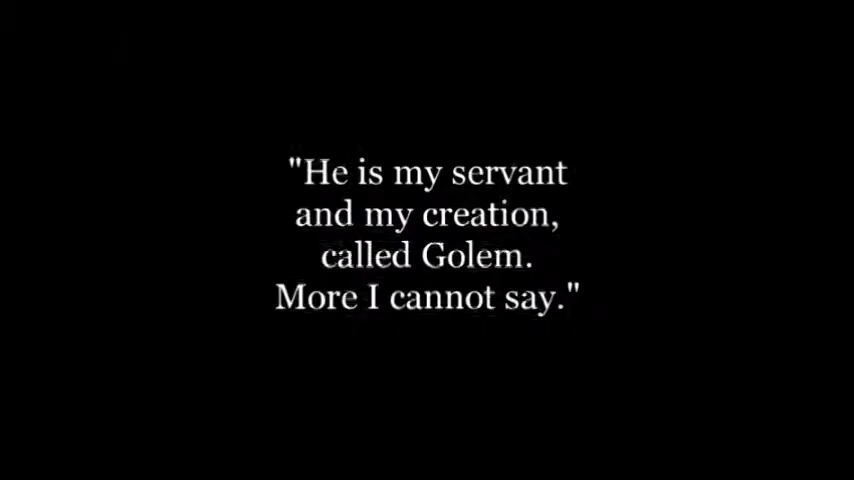 "He is my servant
and my creation,
called Golem.
More I cannot say."